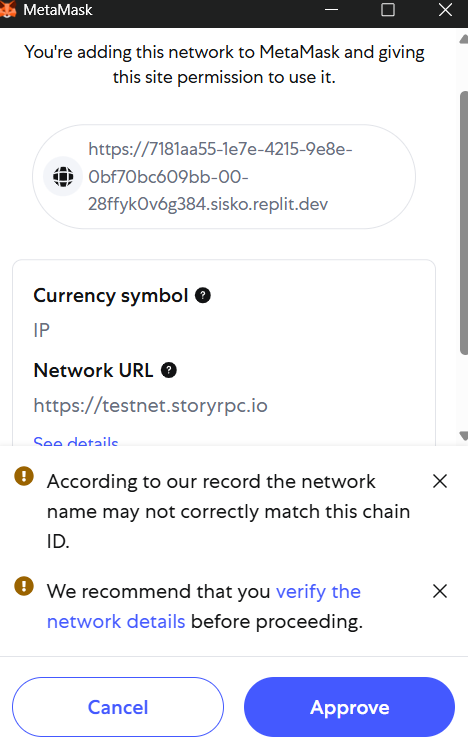 MetaMask
You're adding this network to MetaMask and giving
this site permission to use it.
https://7181aa55-1e7e-4215-9e8e-
0bf70bc609bb-00-
28ffyk0v6g384.sisko.replit.dev
Currency symbol
IP
Network URL
https://testnet.storyrpc.io
See details
According to our record the network
name may not correctly match this chain
ID.
We recommend that you verify the
network details before proceeding.
Cancel
Approve